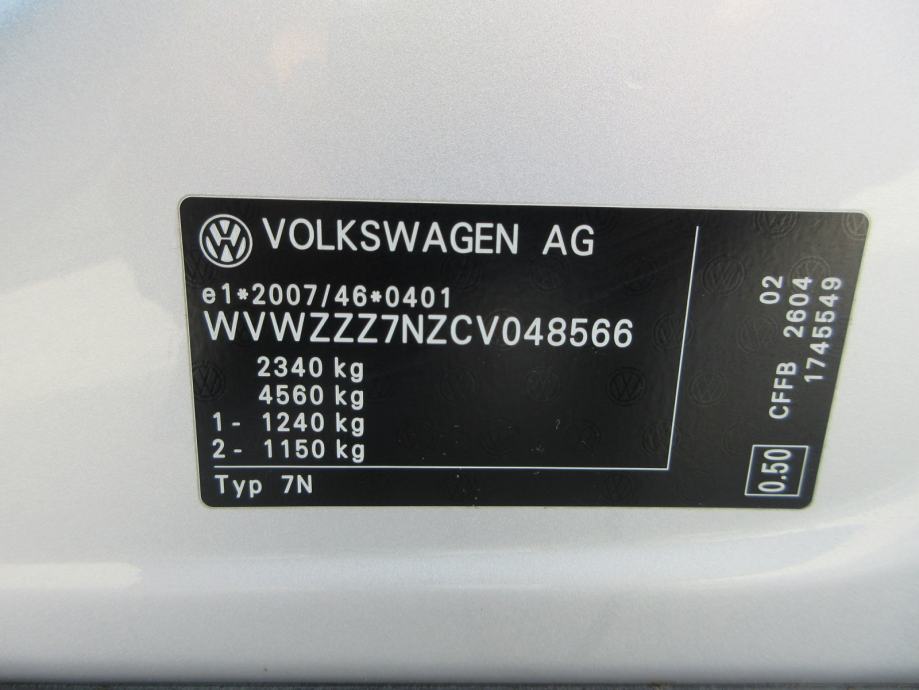 VOLKSWAGEN AG
e1*2007/46*0401
WVWZZZ7NZCV048566
2340 kg
4560 kg
1- 1240 kg
2- 1150 kg
Typ 7N
02
CFFB 2604
1745549
0.50